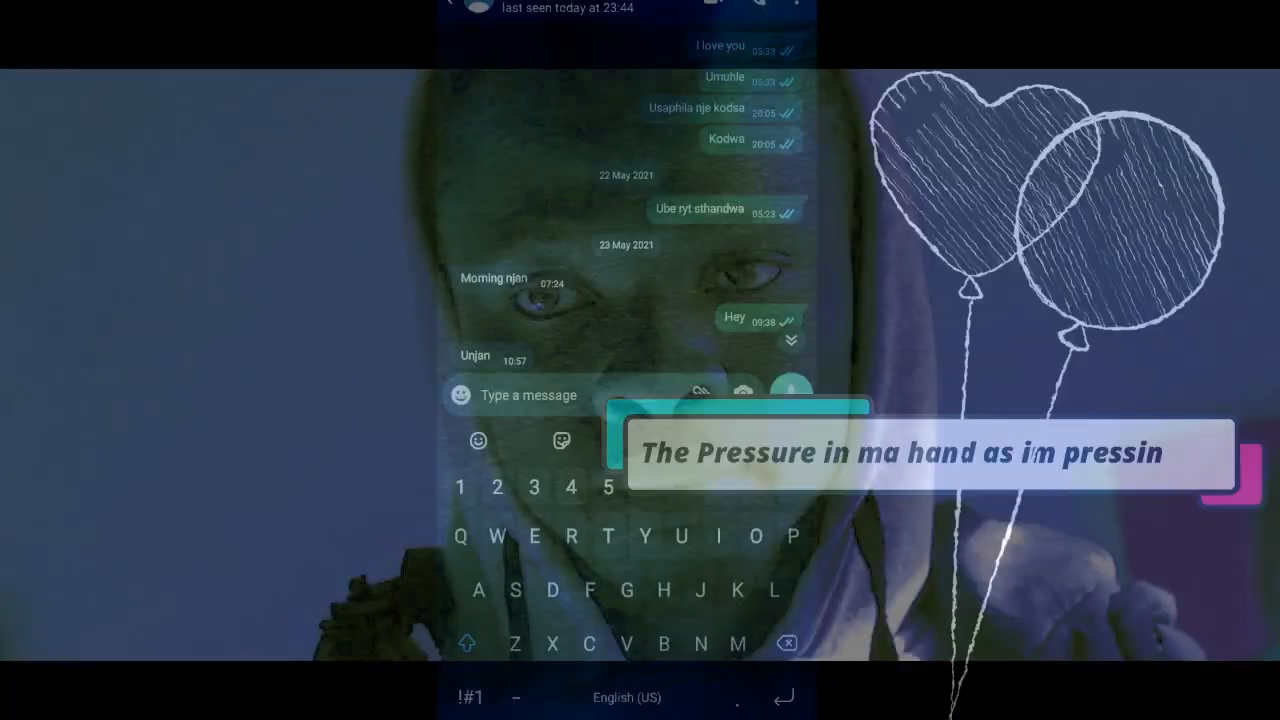 last seen today at 23:44
I love you 05:33
Umuhle 05:33
Usaphila nje kodsa 20:05
Kodwa 20:05
22 May 2021
Ube ryt sthandwa 05:23
23 May 2021
Morning njan 07:24
Hey 09:38
Unjan 10:57
Type a message
The Pressure in ma hand as im pressin
1 2 3 4 5
Q W E R T Y U I O P
A S D F G H J K L
Z X C V B N M
!#1 - English (US) .